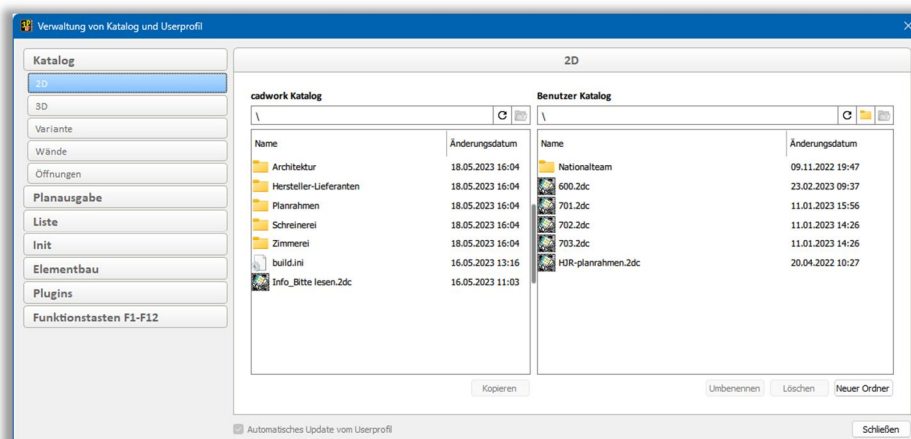 Verwaltung von Katalog und Userprofil
Katalog
2D
3D
Variante
Wände
Öffnungen
Planausgabe
Liste
Init
Elementbau
Plugins
Funktionstasten F1-F12
2D
cadwork Katalog
\
Name Änderungsdatum
Architektur 18.05.2023 16:04
Hersteller-Lieferanten 18.05.2023 16:04
Planrahmen 18.05.2023 16:04
Schreinerei 18.05.2023 16:04
Zimmerei 18.05.2023 16:04
build.ini 16.05.2023 13:16
Info_Bitte lesen.2dc 16.05.2023 11:03
Kopieren
Benutzer Katalog
\
Name Änderungsdatum
Nationalteam 09.11.2022 19:47
600.2dc 23.02.2023 09:37
701.2dc 11.01.2023 15:56
702.2dc 11.01.2023 14:26
703.2dc 11.01.2023 14:26
HJR-planrahmen.2dc 20.04.2022 10:27
Umbenennen Löschen Neuer Ordner
Automatisches Update vom Userprofil
Schließen